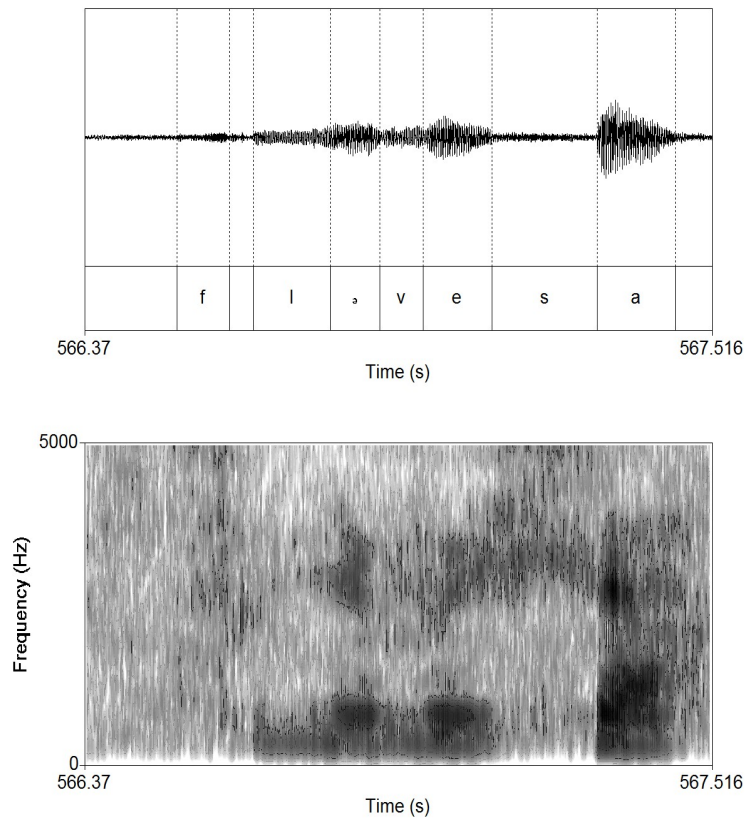 f l ə v e s a
566.37 567.516
Time (s)
5000
Frequency (Hz)
0
566.37 567.516
Time (s)